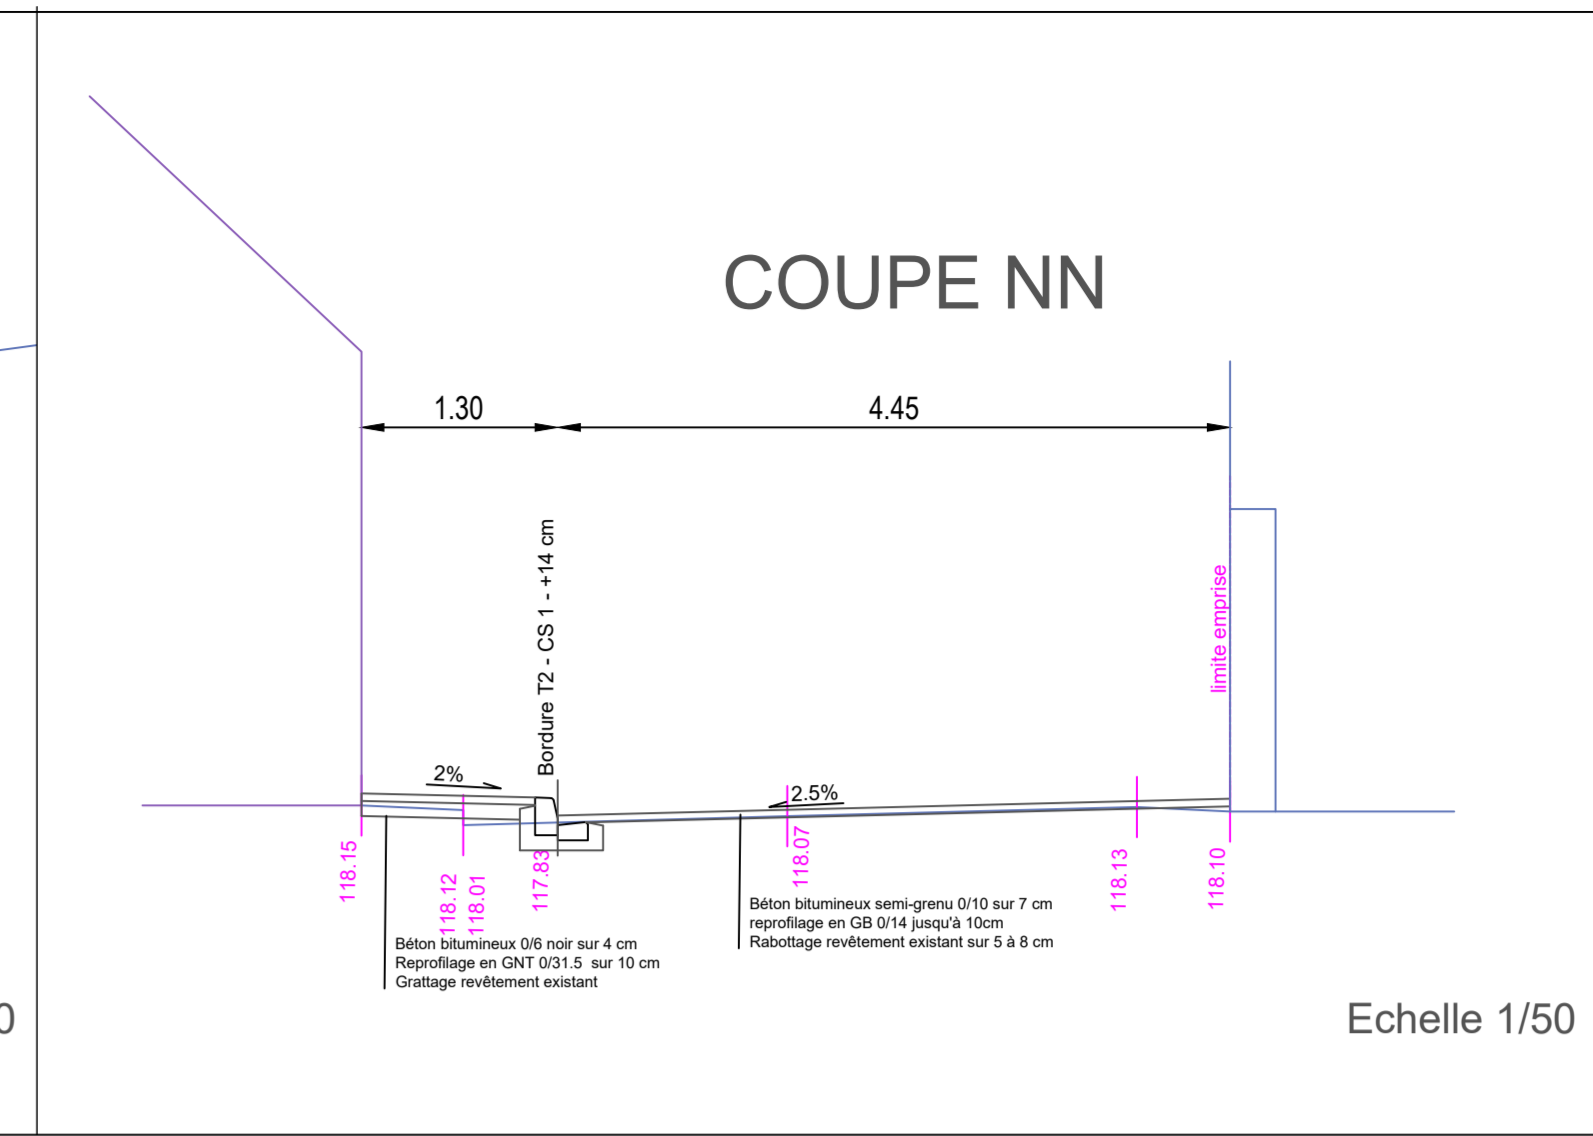 COUPE NN
1.30
4.45
Bordure T2 - CS 1 - +14 cm
limite emprise
2%
2.5%
118.15
118.12
118.01
117.83
118.07
118.13
118.10
Béton bitumineux semi-grenu 0/10 sur 7 cm
reprofilage en GB 0/14 jusqu'à 10cm
Rabottage revêtement existant sur 5 à 8 cm
Béton bitumineux 0/6 noir sur 4 cm
Reprofilage en GNT 0/31.5 sur 10 cm
Grattage revêtement existant
0
Echelle 1/50